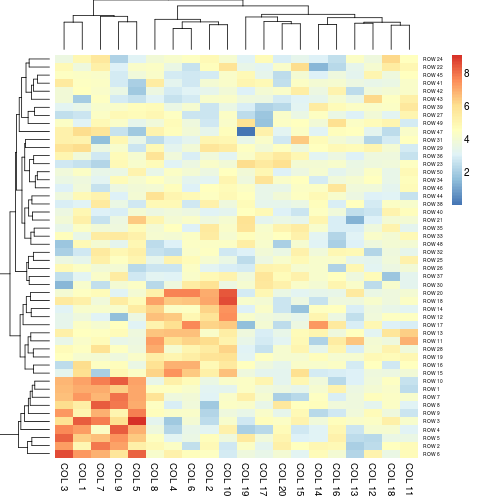 ROW 24
ROW 22
ROW 45
ROW 41
ROW 42
ROW 43
ROW 39
ROW 27
ROW 49
ROW 47
ROW 31
ROW 29
ROW 36
ROW 23
ROW 50
ROW 34
ROW 46
ROW 44
ROW 38
ROW 40
ROW 21
ROW 35
ROW 33
ROW 48
ROW 32
ROW 25
ROW 26
ROW 37
ROW 30
ROW 20
ROW 18
ROW 14
ROW 12
ROW 17
ROW 13
ROW 11
ROW 28
ROW 19
ROW 16
ROW 15
ROW 10
ROW 1
ROW 7
ROW 8
ROW 9
ROW 3
ROW 4
ROW 5
ROW 2
ROW 6
8
6
4
2
COL 3
COL 1
COL 7
COL 9
COL 5
COL 8
COL 4
COL 6
COL 2
COL 10
COL 19
COL 17
COL 20
COL 15
COL 14
COL 16
COL 13
COL 12
COL 18
COL 11